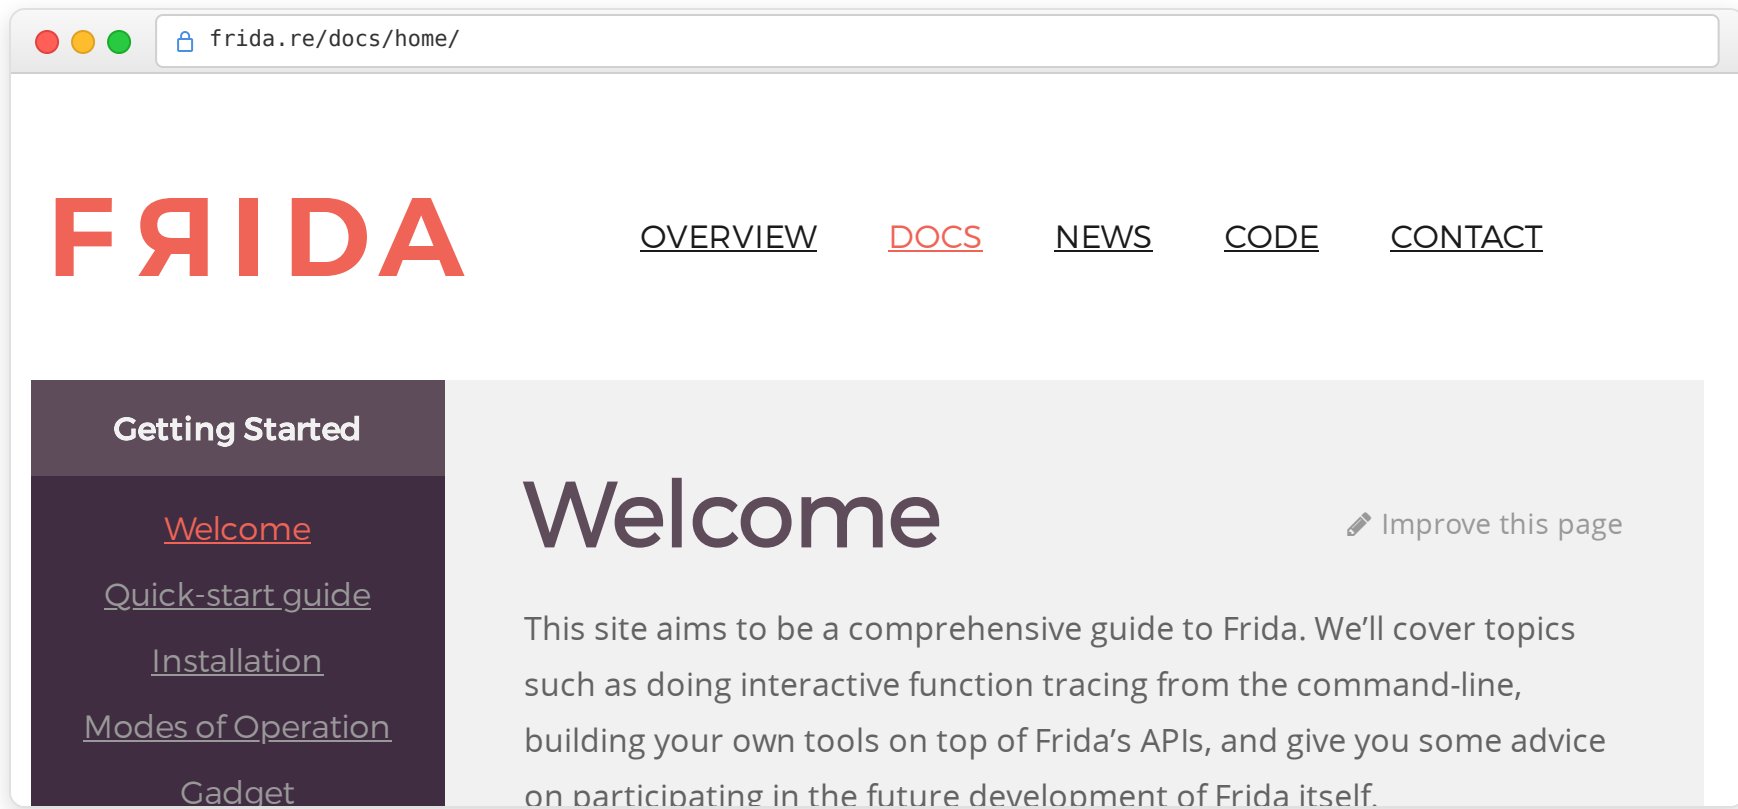 frida.re/docs/home/
FЯIDA
OVERVIEW DOCS NEWS CODE CONTACT
Getting Started
Welcome
Quick-start guide
Installation
Modes of Operation
Gadget
Welcome
Improve this page
This site aims to be a comprehensive guide to Frida. We’ll cover topics
such as doing interactive function tracing from the command-line,
building your own tools on top of Frida’s APIs, and give you some advice
on participating in the future development of Frida itself.